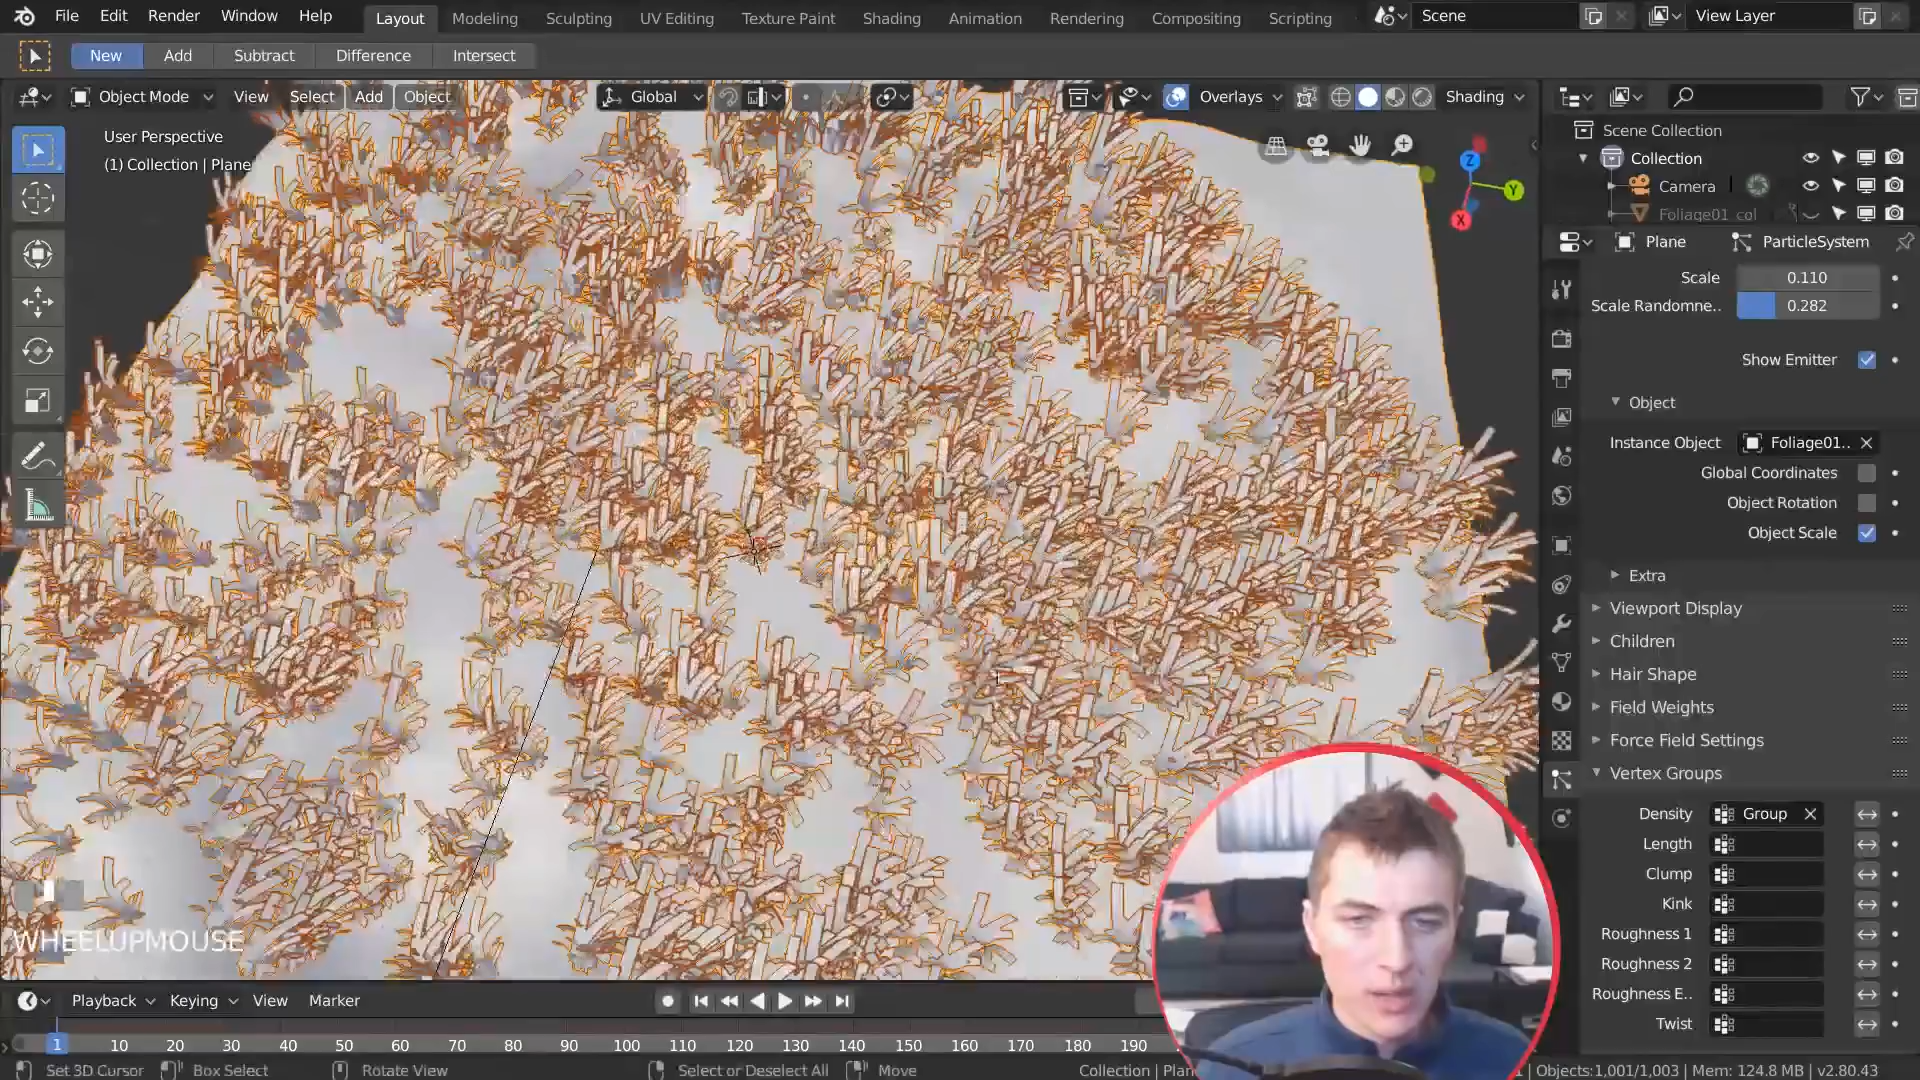 File Edit Render Window Help Layout Modeling Sculpting UV Editing Texture Paint Shading Animation Rendering Compositing Scripting Scene View Layer
New Add Subtract Difference Intersect
Object Mode View Select Add Object Global Overlays Shading
User Perspective
(1) Collection | Plane
Z
Y
X
Scene Collection
Collection
Camera
Foliage01_col
Plane ParticleSystem
Scale 0.110
Scale Randomne.. 0.282
Show Emitter
Object
Instance Object Foliage01..
Global Coordinates
Object Rotation
Object Scale
Extra
Viewport Display
Children
Hair Shape
Field Weights
Force Field Settings
Vertex Groups
Density Group
Length
Clump
Kink
Roughness 1
Roughness 2
Roughness E..
Twist
WHEELUPMOUSE
Playback Keying View Marker
1 10 20 30 40 50 60 70 80 90 100 110 120 130 140 150 160 170 180 190
Set 3D Cursor Box Select Rotate View Select or Deselect All Move Collection | Plan
| Objects:1,001/1,003 | Mem: 124.8 MB | v2.80.43